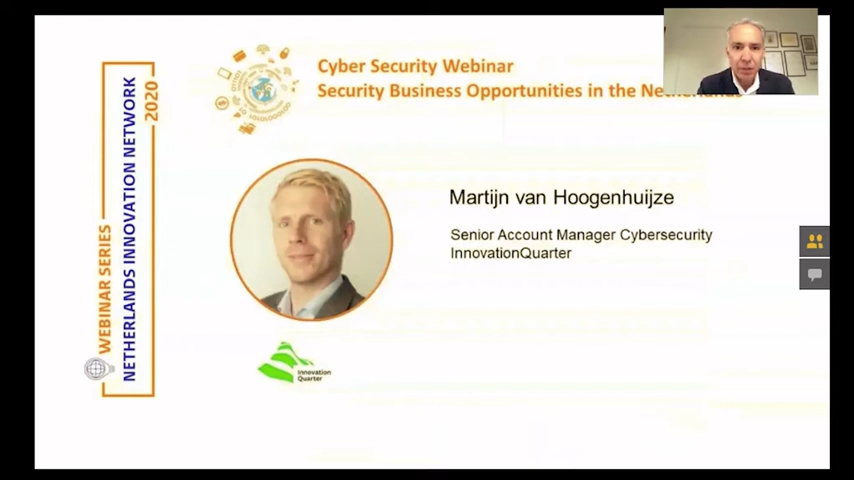 Cyber Security Webinar
Security Business Opportunities in the Netherlands
WEBINAR SERIES
NETHERLANDS INNOVATION NETWORK
2020
Martijn van Hoogenhuijze
Senior Account Manager Cybersecurity
InnovationQuarter
Innovation
Quarter